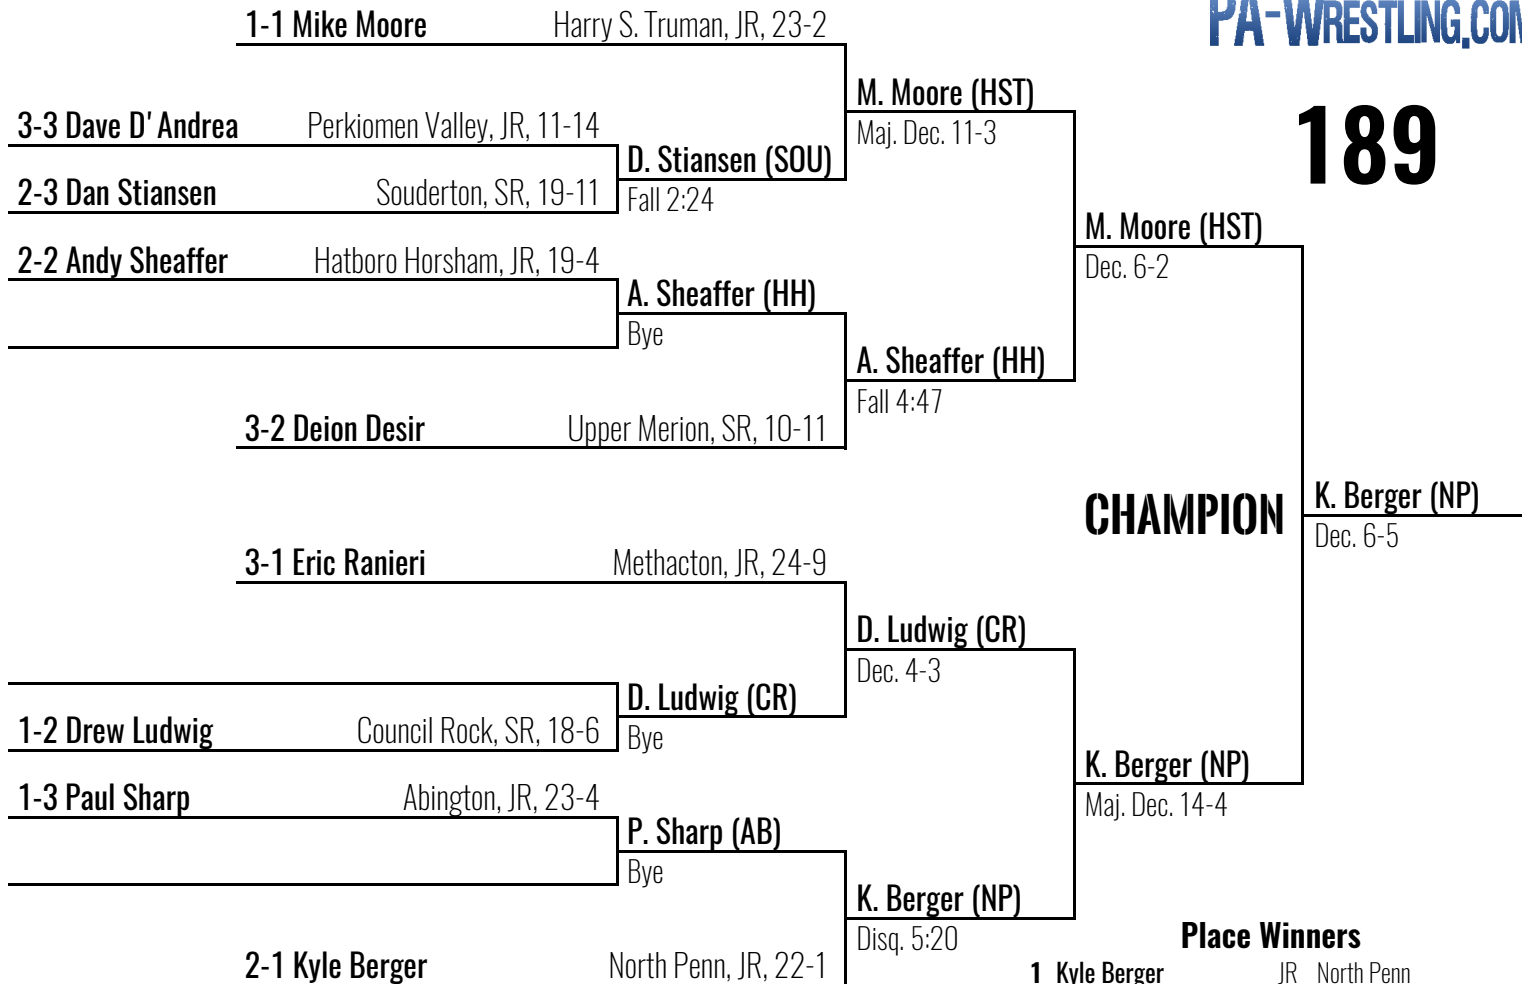 1-1 Mike Moore Harry S. Truman, JR, 23-2
PA-WRESTLING.COM
M. Moore (HST)
Maj. Dec. 11-3
189
3-3 Dave D'Andrea Perkiomen Valley, JR, 11-14
D. Stiansen (SOU)
Fall 2:24
2-3 Dan Stiansen Souderton, SR, 19-11
M. Moore (HST)
Dec. 6-2
2-2 Andy Sheaffer Hatboro Horsham, JR, 19-4
A. Sheaffer (HH)
Bye
A. Sheaffer (HH)
Fall 4:47
3-2 Deion Desir Upper Merion, SR, 10-11
CHAMPION
K. Berger (NP)
Dec. 6-5
3-1 Eric Ranieri Methacton, JR, 24-9
D. Ludwig (CR)
Dec. 4-3
D. Ludwig (CR)
Bye
1-2 Drew Ludwig Council Rock, SR, 18-6
K. Berger (NP)
Maj. Dec. 14-4
1-3 Paul Sharp Abington, JR, 23-4
P. Sharp (AB)
Bye
K. Berger (NP)
Disq. 5:20
Place Winners
2-1 Kyle Berger North Penn, JR, 22-1
1 Kyle Berger JR North Penn